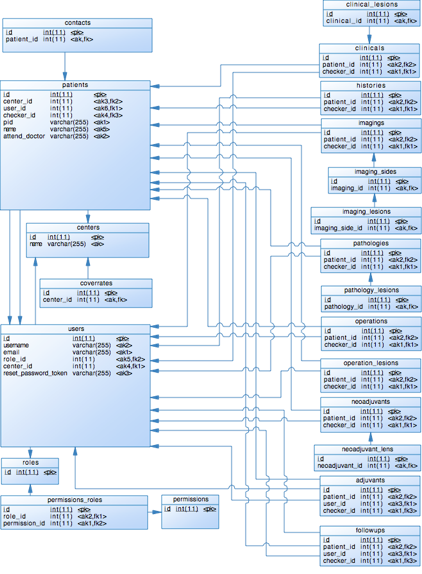 contacts
id int(11) <pk>
patient_id int(11) <ak,fk>
patients
id int(11) <pk>
center_id int(11) <ak3,fk2>
user_id int(11) <ak6,fk1>
checker_id int(11) <ak4,fk3>
pid varchar(255) <ak1>
name varchar(255) <ak5>
attend_doctor varchar(255) <ak2>
centers
id int(11) <pk>
name varchar(255) <ak>
coverrates
id int(11) <pk>
center_id int(11) <ak,fk>
users
id int(11) <pk>
username varchar(255) <ak2>
email varchar(255) <ak1>
role_id int(11) <ak5,fk2>
center_id int(11) <ak4,fk1>
reset_password_token varchar(255) <ak3>
roles
id int(11) <pk>
permissions_roles
id int(11) <pk>
role_id int(11) <ak2,fk1>
permission_id int(11) <ak1,fk2>
permissions
id int(11) <pk>
clinical_lesions
id int(11) <pk>
clinical_id int(11) <ak,fk>
clinicals
id int(11) <pk>
patient_id int(11) <ak2,fk2>
checker_id int(11) <ak1,fk1>
histories
id int(11) <pk>
patient_id int(11) <ak2,fk2>
checker_id int(11) <ak1,fk1>
imagings
id int(11) <pk>
patient_id int(11) <ak2,fk2>
checker_id int(11) <ak1,fk1>
imaging_sides
id int(11) <pk>
imaging_id int(11) <ak,fk>
imaging_lesions
id int(11) <pk>
imaging_side_id int(11) <ak,fk>
pathologies
id int(11) <pk>
patient_id int(11) <ak2,fk2>
checker_id int(11) <ak1,fk1>
pathology_lesions
id int(11) <pk>
pathology_id int(11) <ak,fk>
operations
id int(11) <pk>
patient_id int(11) <ak2,fk2>
checker_id int(11) <ak1,fk1>
operation_lesions
id int(11) <pk>
patient_id int(11) <ak2,fk2>
checker_id int(11) <ak1,fk1>
neoadjuvants
id int(11) <pk>
patient_id int(11) <ak2,fk2>
checker_id int(11) <ak1,fk1>
neoadjuvant_lens
id int(11) <pk>
neoadjuvant_id int(11) <ak,fk>
adjuvants
id int(11) <pk>
patient_id int(11) <ak2,fk2>
user_id int(11) <ak3,fk1>
checker_id int(11) <ak1,fk3>
followups
id int(11) <pk>
patient_id int(11) <ak2,fk2>
user_id int(11) <ak3,fk1>
checker_id int(11) <ak1,fk3>